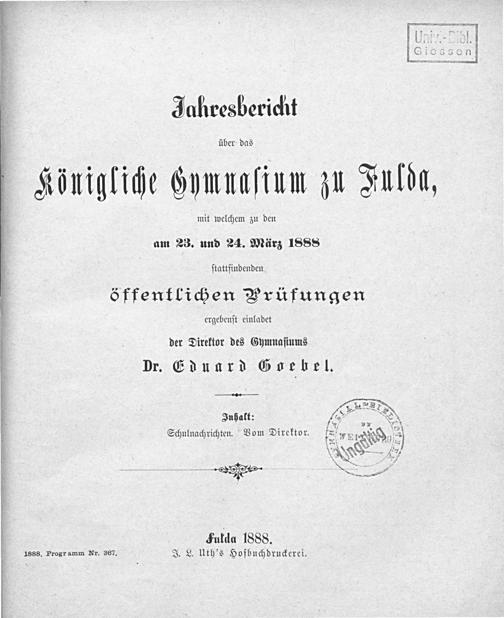 Univ.-Bibl.
Giessen
Jahresbericht
über das
Königliche Gymnasium zu Fulda,
mit welchem zu den
am 23. und 24. März 1888
stattfindenden
öffentlichen Prüfungen
ergebenst einladet
der Direktor des Gymnasiums
Dr. Eduard Goebel.
Inhalt:
Schulnachrichten. Vom Direktor.
GYMNASIAL-BIBLIOTHEK
Ungültig
Fulda 1888.
1888. Programm Nr. 367.
J. L. Uth's Hofbuchdruckerei.